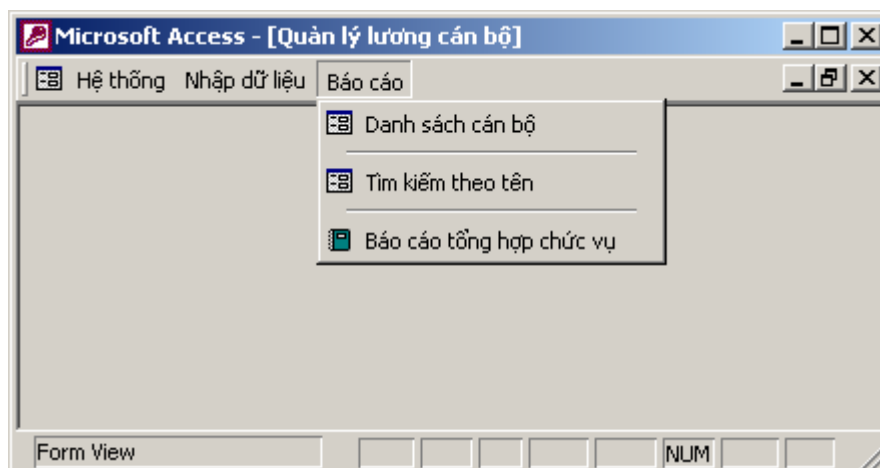 Microsoft Access - [Quản lý lương cán bộ]
Hệ thống Nhập dữ liệu Báo cáo
Danh sách cán bộ
Tìm kiếm theo tên
Báo cáo tổng hợp chức vụ
Form View NUM